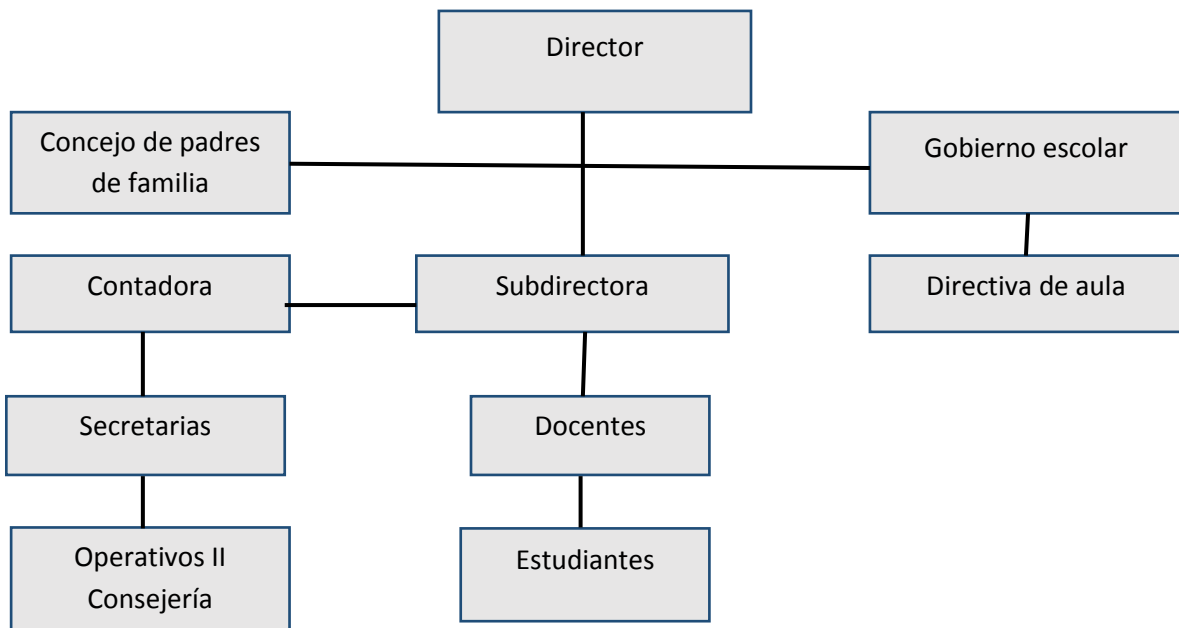 Director
Concejo de padres
de familia
Gobierno escolar
Contadora
Subdirectora
Directiva de aula
Secretarias
Docentes
Operativos II
Consejería
Estudiantes